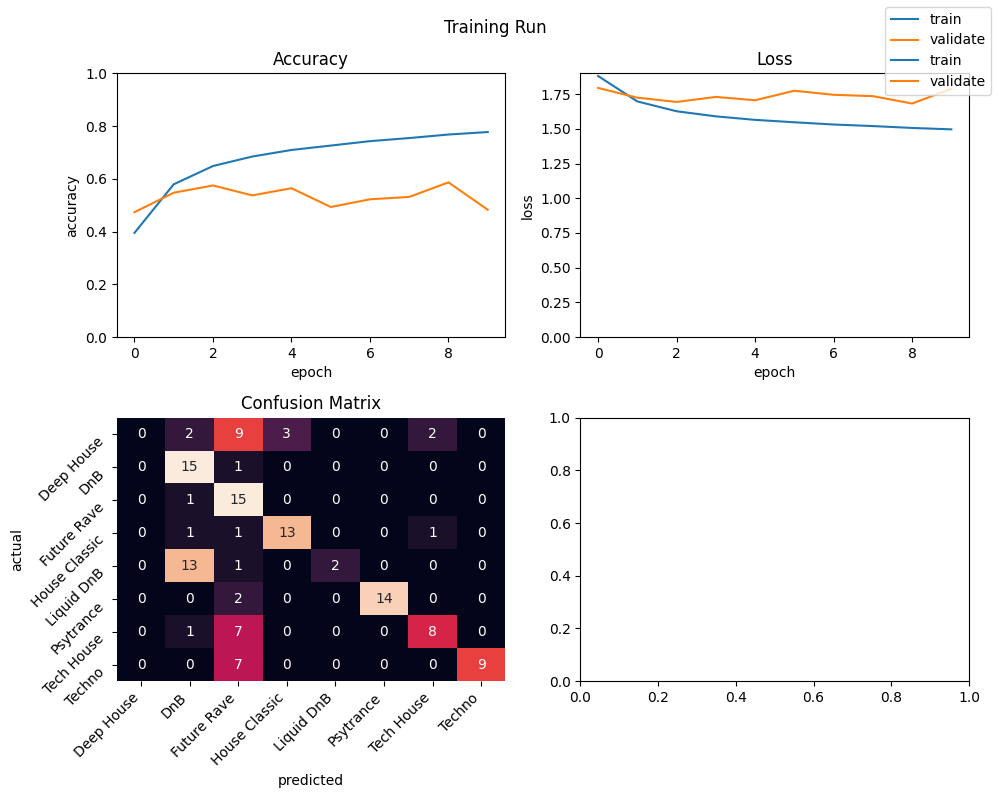 Training Run
train
validate
train
validate
Accuracy
1.0
0.8
0.6
0.4
0.2
0.0
accuracy
0 2 4 6 8
epoch
Loss
1.75
1.50
1.25
1.00
0.75
0.50
0.25
0.00
loss
0 2 4 6 8
epoch
Confusion Matrix
actual
Deep House 0 2 9 3 0 0 2 0
DnB 0 15 1 0 0 0 0 0
Future Rave 0 1 15 0 0 0 0 0
House Classic 0 1 1 13 0 0 1 0
Liquid DnB 0 13 1 0 2 0 0 0
Psytrance 0 0 2 0 0 14 0 0
Tech House 0 1 7 0 0 0 8 0
Techno 0 0 7 0 0 0 0 9
Deep House DnB Future Rave House Classic Liquid DnB Psytrance Tech House Techno
predicted
1.0
0.8
0.6
0.4
0.2
0.0
0.0 0.2 0.4 0.6 0.8 1.0